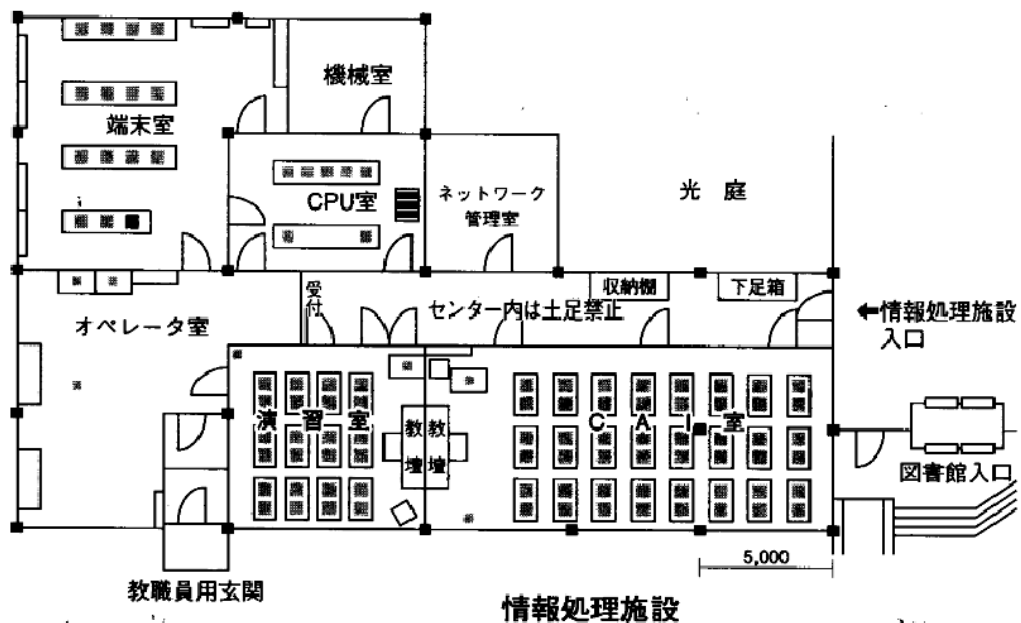 機械室
端末室
CPU室
ネットワーク
管理室
光庭
受付
センター内は土足禁止
収納棚
下足箱
←情報処理施設
入口
オペレータ室
演習室
教壇
教壇
CAI室
図書館入口
5,000
教職員用玄関
情報処理施設